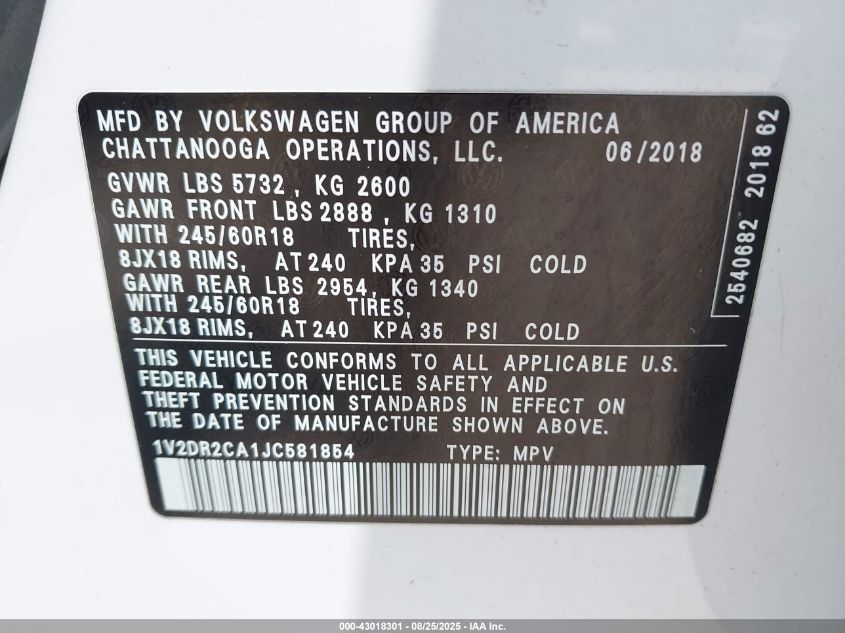 MFD BY VOLKSWAGEN GROUP OF AMERICA
CHATTANOOGA OPERATIONS, LLC. 06/2018
GVWR LBS 5732, KG 2600
GAWR FRONT LBS 2888, KG 1310
WITH 245/60R18 TIRES,
8JX18 RIMS, AT 240 KPA 35 PSI COLD
GAWR REAR LBS 2954, KG 1340
WITH 245/60R18 TIRES,
8JX18 RIMS, AT 240 KPA 35 PSI COLD
THIS VEHICLE CONFORMS TO ALL APPLICABLE U.S.
FEDERAL MOTOR VEHICLE SAFETY AND
THEFT PREVENTION STANDARDS IN EFFECT ON
THE DATE OF MANUFACTURE SHOWN ABOVE.
1V2DR2CA1JC581854 TYPE: MPV
2540682 2018 62
000-43018301 - 08/25/2025 - IAA Inc.